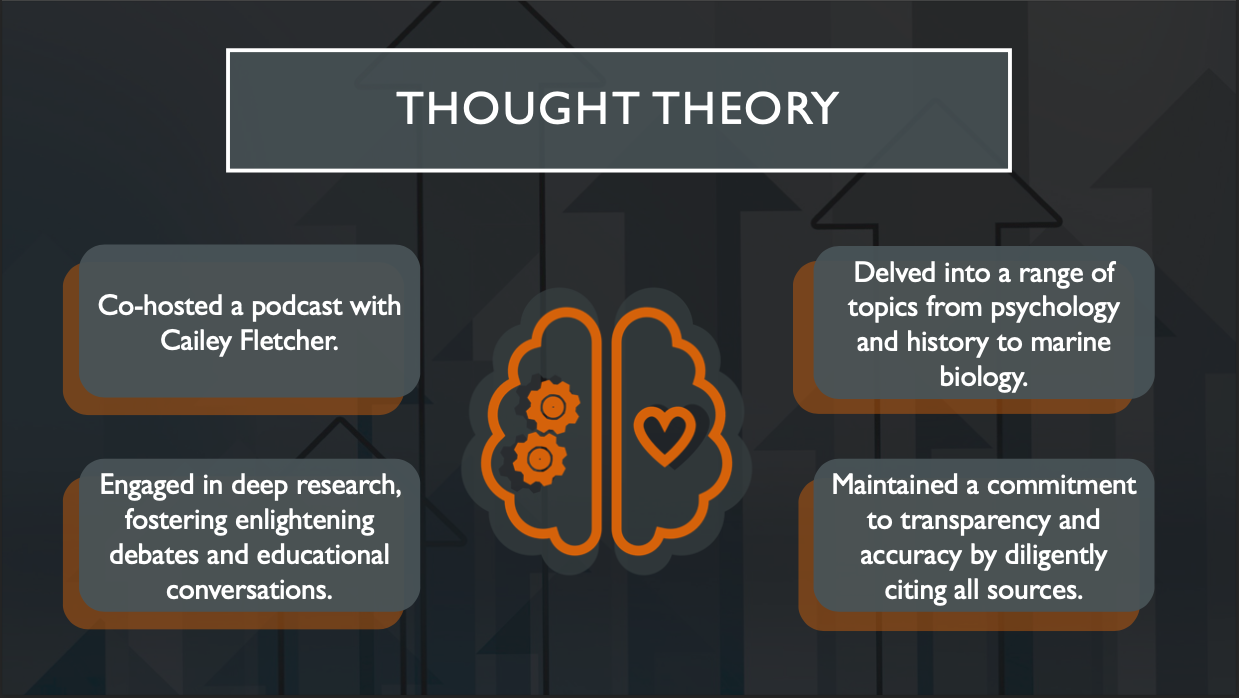 THOUGHT THEORY
Co-hosted a podcast with
Cailey Fletcher.
Delved into a range of
topics from psychology
and history to marine
biology.
Engaged in deep research,
fostering enlightening
debates and educational
conversations.
Maintained a commitment
to transparency and
accuracy by diligently
citing all sources.